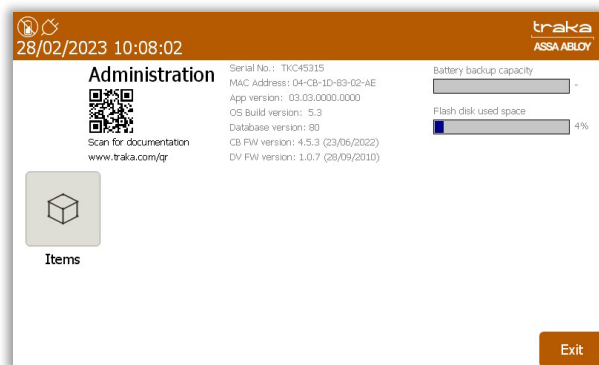 traka
28/02/2023 10:08:02
ASSA ABLOY
Administration
Scan for documentation
www.traka.com/qr
Serial No.: TKC45315
MAC Address: 04-CB-1D-83-02-AE
App version: 03.03.0000.0000
OS Build version: 5.3
Database version: 80
CB FW version: 4.5.3 (23/06/2022)
DV FW version: 1.0.7 (28/09/2010)
Battery backup capacity
-
Flash disk used space
4%
Items
Exit